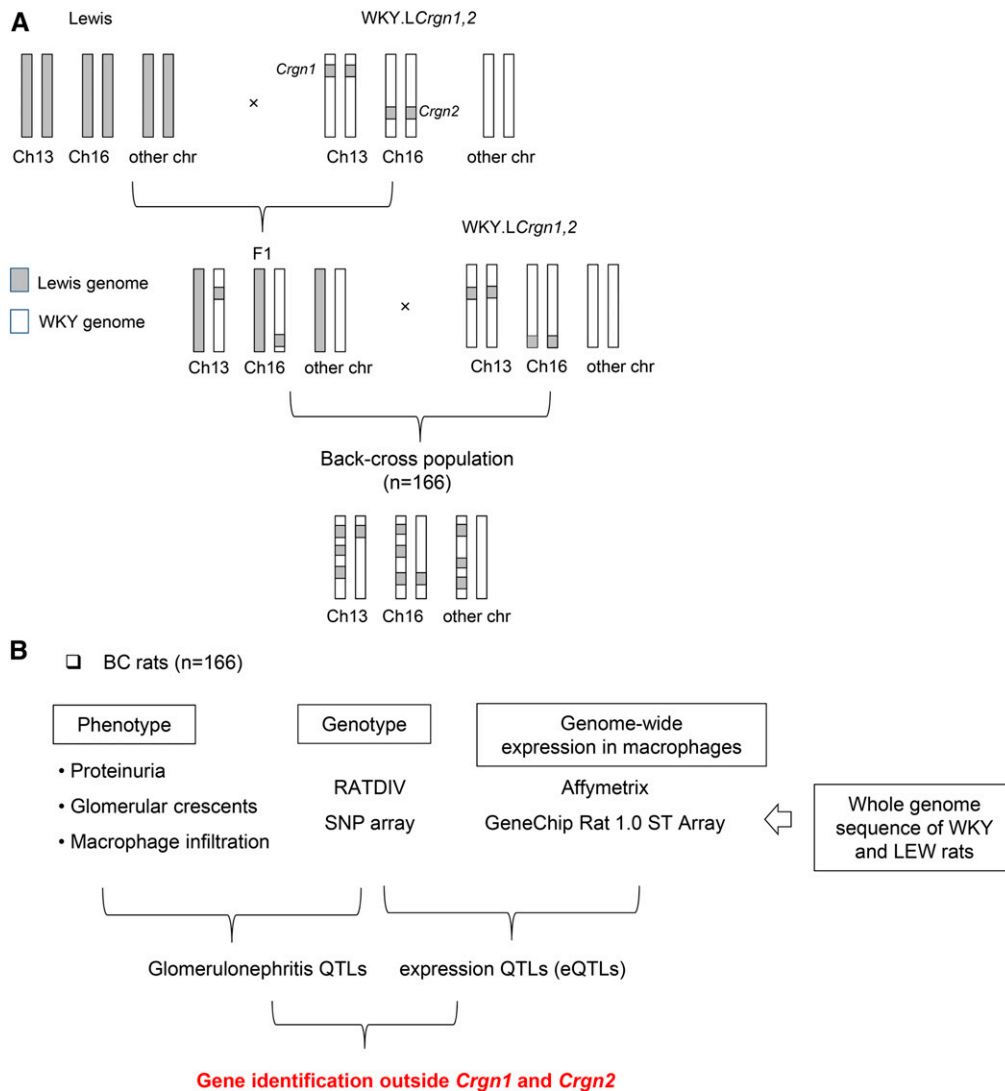 A
Lewis
WKY.LCrgn1,2
Crgn1
×
Crgn2
Ch13 Ch16 other chr
Ch13 Ch16 other chr
F1
WKY.LCrgn1,2
Lewis genome
WKY genome
×
Ch13 Ch16 other chr
Ch13 Ch16 other chr
Back-cross population
(n=166)
Ch13 Ch16 other chr
B
❑ BC rats (n=166)
Phenotype
• Proteinuria
• Glomerular crescents
• Macrophage infiltration
Genotype
RATDIV
SNP array
Genome-wide
expression in macrophages
Affymetrix
GeneChip Rat 1.0 ST Array
Whole genome
sequence of WKY
and LEW rats
Glomerulonephritis QTLs
expression QTLs (eQTLs)
Gene identification outside Crgn1 and Crgn2